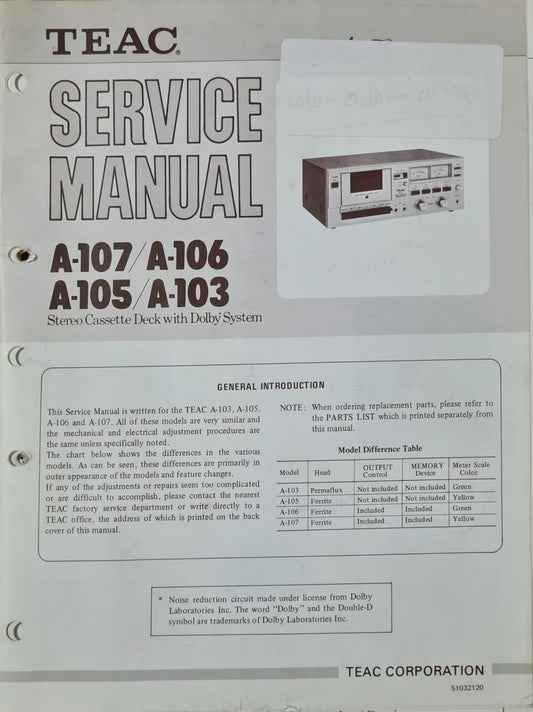 TEAC®
SERVICE
MANUAL
A-107/A-106
A-105/A-103
Stereo Cassette Deck with Dolby* System
GENERAL INTRODUCTION
This Service Manual is written for the TEAC A-103, A-105,
A-106 and A-107. All of these models are very similar and
the mechanical and electrical adjustment procedures are
the same unless specifically noted.
The chart below shows the differences in the various
models. As can be seen, these differences are primarily in
outer appearance of the models and feature changes.
If any of the adjustments or repairs seem too complicated
or are difficult to accomplish, please contact the nearest
TEAC factory service department or write directly to a
TEAC office, the address of which is printed on the back
cover of this manual.
NOTE: When ordering replacement parts, please refer to
the PARTS LIST which is printed separately from
this manual.
Model Difference Table
Model Head OUTPUT Control MEMORY Device Meter Scale Color
A-103 Permaflux Not included Not included Green
A-105 Ferrite Not included Not included Yellow
A-106 Ferrite Included Included Green
A-107 Ferrite Included Included Yellow
* Noise reduction circuit made under license from Dolby
Laboratories Inc. The word "Dolby" and the Double-D
symbol are trademarks of Dolby Laboratories Inc.
TEAC CORPORATION
51032120